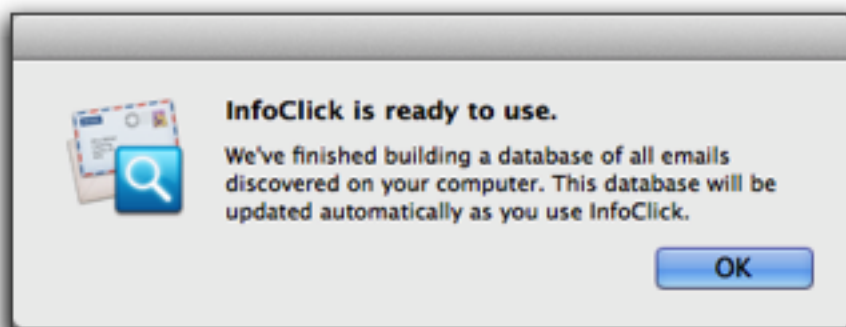 InfoClick is ready to use.
We've finished building a database of all emails
discovered on your computer. This database will be
updated automatically as you use InfoClick.
OK